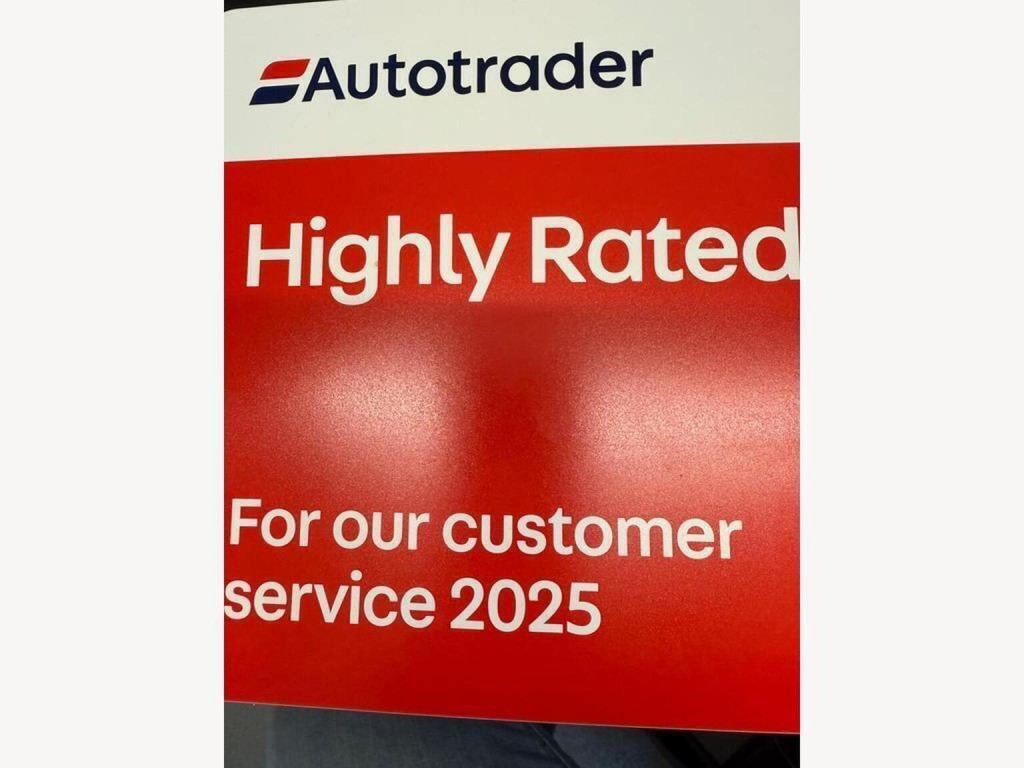 Autotrader
Highly Rated
For our customer
service 2025